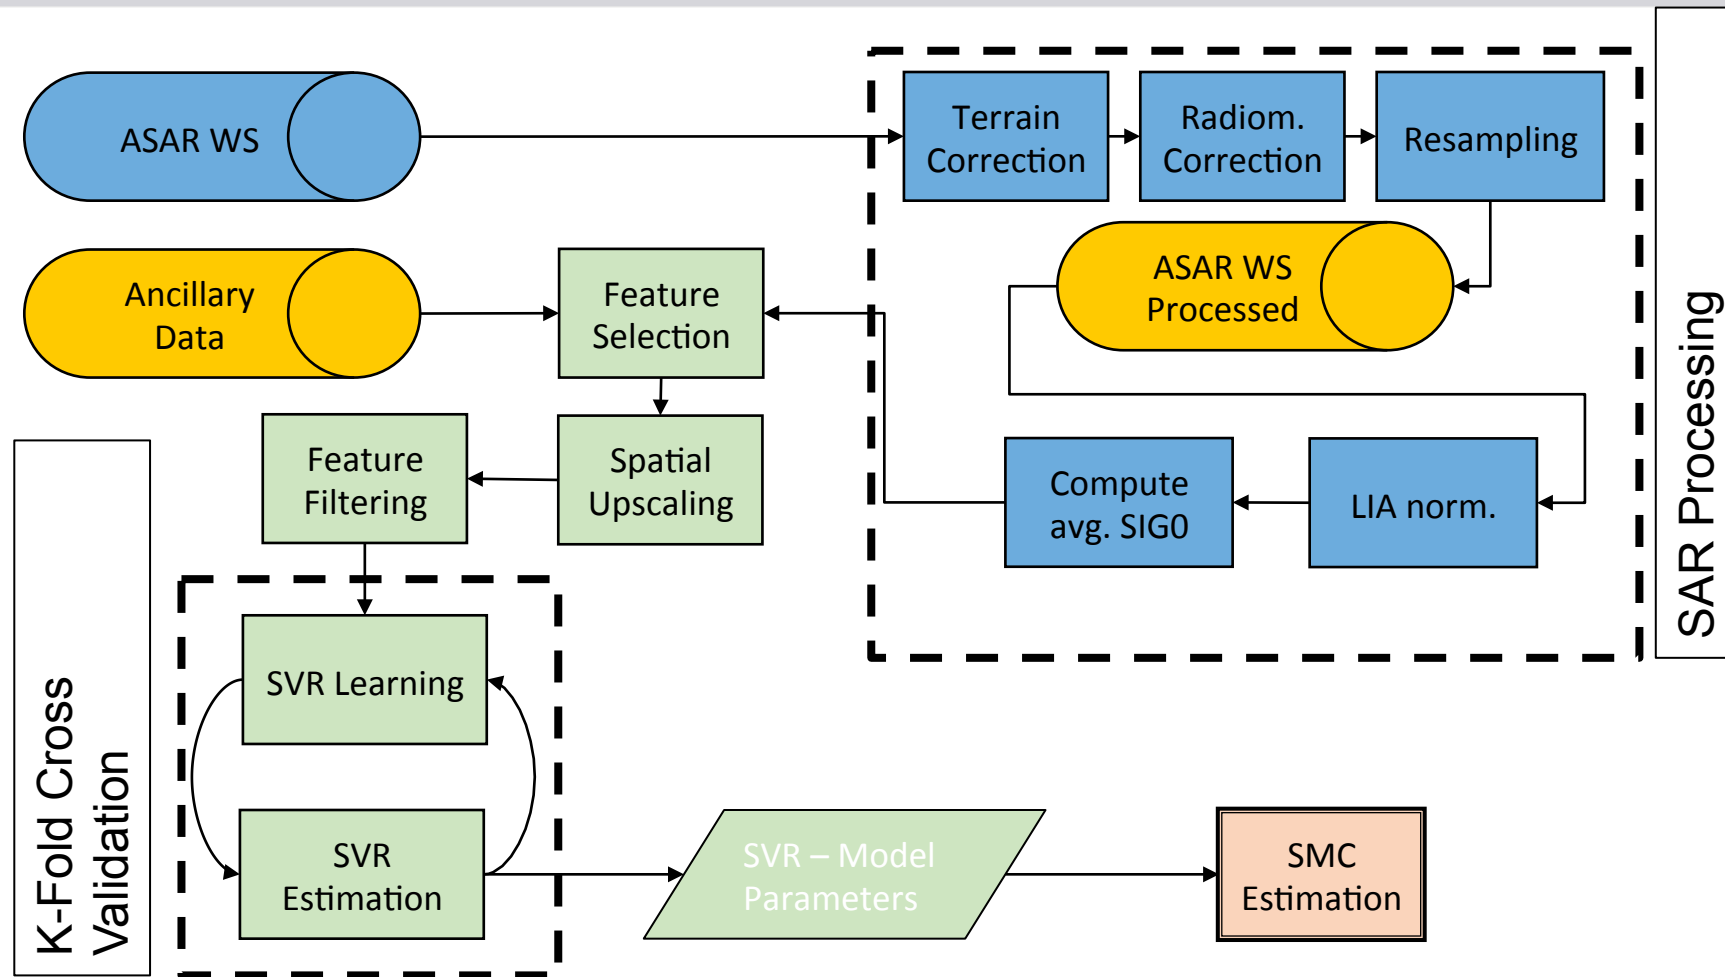 ASAR WS
Terrain
Correction
Radiom.
Correction
Resampling
Ancillary
Data
Feature
Selection
ASAR WS
Processed
Feature
Filtering
Spatial
Upscaling
Compute
avg. SIG0
LIA norm.
SAR Processing
K-Fold Cross
Validation
SVR Learning
SVR
Estimation
SVR – Model
Parameters
SMC
Estimation